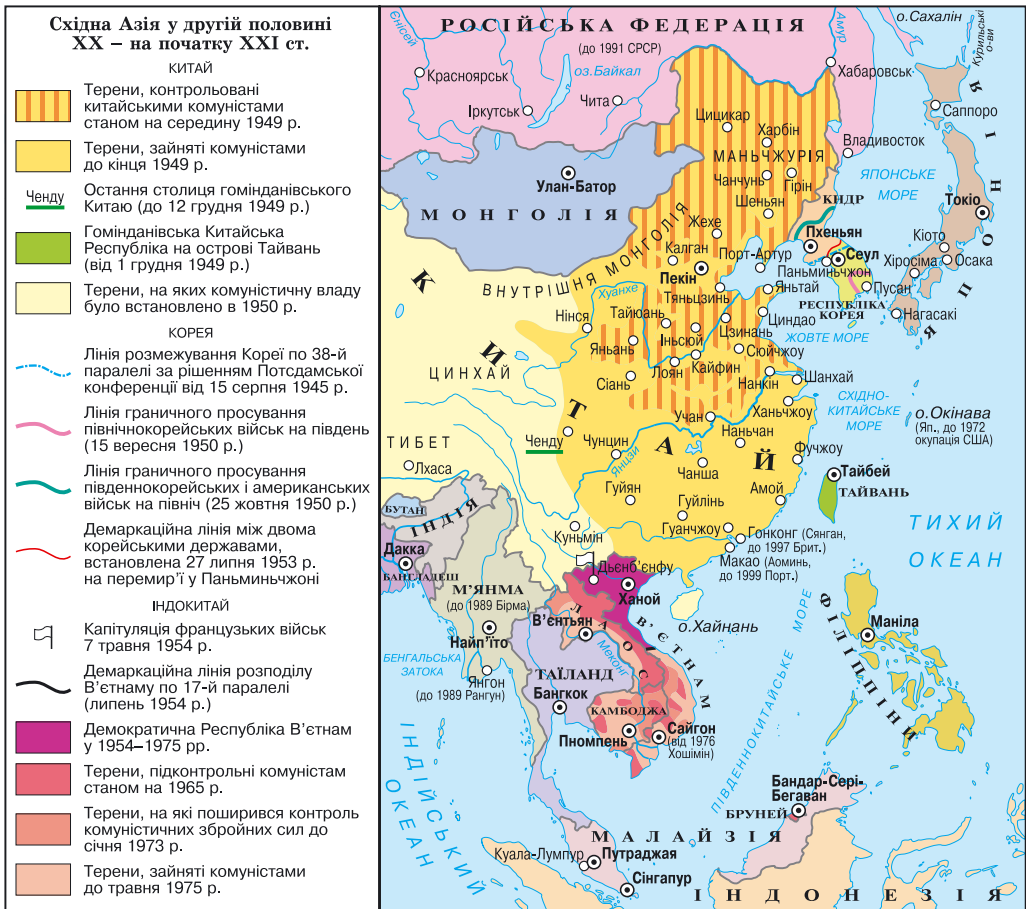 Східна Азія у другій половині
XX – на початку XXI ст.
КИТАЙ
Терени, контрольовані
китайськими комуністами
станом на середину 1949 р.
Терени, зайняті комуністами
до кінця 1949 р.
Ченду
Остання столиця гомінданівського
Китаю (до 12 грудня 1949 р.)
Гомінданівська Китайська
Республіка на острові Тайвань
(від 1 грудня 1949 р.)
Терени, на яких комуністичну владу
було встановлено в 1950 р.
КОРЕЯ
Лінія розмежування Кореї по 38-й
паралелі за рішенням Потсдамської
конференції від 15 серпня 1945 р.
Лінія граничного просування
північнокорейських військ на південь
(15 вересня 1950 р.)
Лінія граничного просування
південнокорейських і американських
військ на північ (25 жовтня 1950 р.)
Демаркаційна лінія між двома
корейськими державами,
встановлена 27 липня 1953 р.
на перемир’ї у Паньминьчжоні
ІНДОКИТАЙ
Капітуляція французьких військ
7 травня 1954 р.
Демаркаційна лінія розподілу
В’єтнаму по 17-й паралелі
(липень 1954 р.)
Демократична Республіка В’єтнам
у 1954–1975 рр.
Терени, підконтрольні комуністам
станом на 1965 р.
Терени, на які поширився контроль
комуністичних збройних сил до
січня 1973 р.
Терени, зайняті комуністами
до травня 1975 р.
РОСІЙСЬКА ФЕДЕРАЦІЯ
(до 1991 СРСР)
Єнісей
оз.Байкал
Амур
о.Сахалін
Курильські
о-ви
Красноярськ
Іркутськ
Чита
Хабаровськ
Саппоро
Владивосток
Цицикар
Харбін
МАНЬЧЖУРІЯ
Чанчунь
Гірін
Шеньян
Улан-Батор
МОНГОЛІЯ
ЯПОНСЬКЕ
МОРЕ
ЯПОНІЯ
Токіо
Кіото
Осака
Хіросіма
Нагасакі
КНДР
Пхеньян
Сеул
Паньминьчжон
Пусан
РЕСПУБЛІКА
КОРЕЯ
ЖОВТЕ МОРЕ
КИТАЙ
ВНУТРІШНЯ МОНГОЛІЯ
Жехе
Калган
Пекін
Порт-Артур
Тяньцзинь
Яньтай
Хуанхе
Нінся
Тайюань
Циндао
Цзинань
Яньань
Іньсюй
Сюйчжоу
Лоян
Кайфин
Сіань
Нанкін
Шанхай
Ханьчжоу
Учан
ЦИНХАЙ
ТИБЕТ
Лхаса
Ченду
Чунцин
Янцзи
Наньчан
Чанша
Фучжоу
Гуйян
Гуйлінь
Амой
Гуанчжоу
Куньмін
СХІДНО-
КИТАЙСЬКЕ
МОРЕ
о.Окінава
(Яп., до 1972
окупація США)
Тайбей
ТАЙВАНЬ
ТИХИЙ
ОКЕАН
Гонконг (Сянган,
до 1997 Брит.)
Макао (Аоминь,
до 1999 Порт.)
о.Хайнань
БУТАН
ІНДІЯ
Дакка
БАНГЛАДЕШ
М’ЯНМА
(до 1989 Бірма)
Найп’їто
Янгон
(до 1989 Рангун)
БЕНГАЛЬСЬКА
ЗАТОКА
Дьєнб’єнфу
Ханой
ЛАОС
В’ЄТНАМ
В’єнтьян
Меконг
ТАЇЛАНД
Бангкок
КАМБОДЖА
Пномпень
Сайгон
(від 1976
Хошімін)
ПІВДЕННОКИТАЙСЬКЕ МОРЕ
ФІЛІППІНИ
Маніла
ІНДІЙСЬКИЙ
ОКЕАН
Бандар-Сері-
Бегаван
БРУНЕЙ
МАЛАЙЗІЯ
Куала-Лумпур
Путраджая
Сінгапур
ІНДОНЕЗІЯ